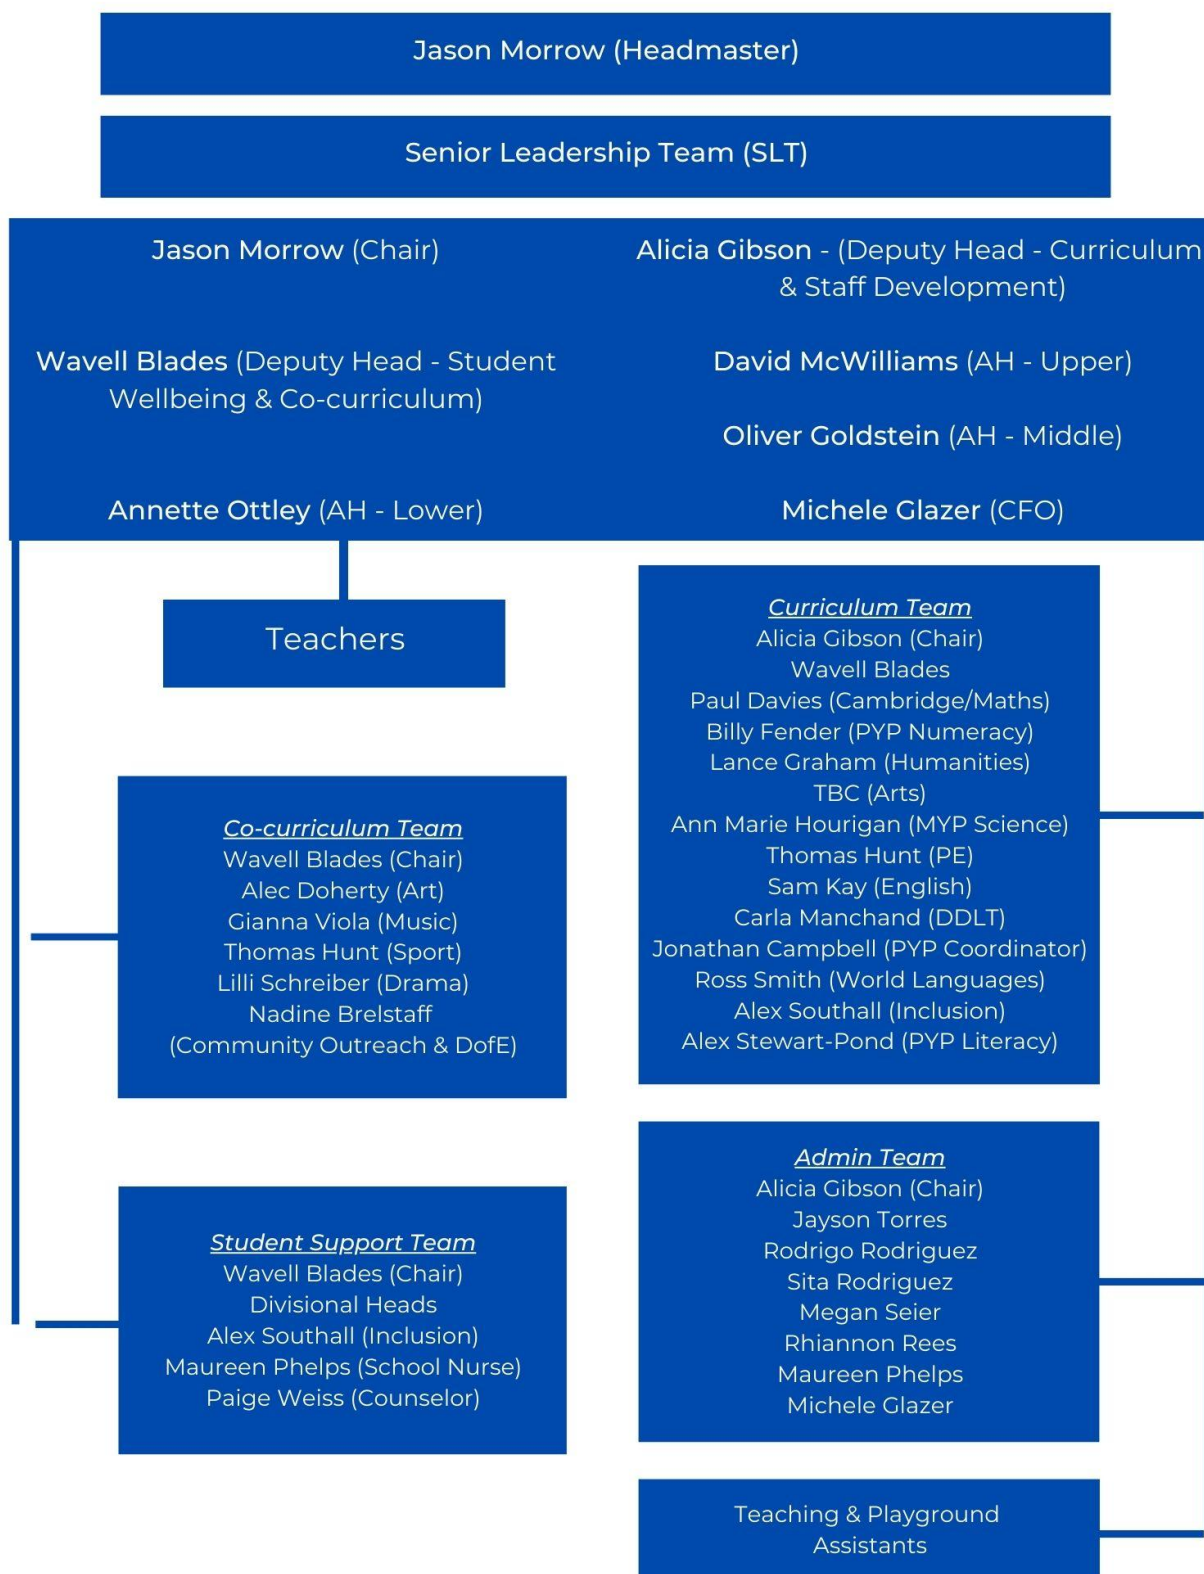 Jason Morrow (Headmaster)
Senior Leadership Team (SLT)
Jason Morrow (Chair)
Wavell Blades (Deputy Head - Student
Wellbeing & Co-curriculum)
Annette Ottley (AH - Lower)
Alicia Gibson - (Deputy Head - Curriculum
& Staff Development)
David McWilliams (AH - Upper)
Oliver Goldstein (AH - Middle)
Michele Glazer (CFO)
Teachers
Co-curriculum Team
Wavell Blades (Chair)
Alec Doherty (Art)
Gianna Viola (Music)
Thomas Hunt (Sport)
Lilli Schreiber (Drama)
Nadine Brelstaff
(Community Outreach & DofE)
Student Support Team
Wavell Blades (Chair)
Divisional Heads
Alex Southall (Inclusion)
Maureen Phelps (School Nurse)
Paige Weiss (Counselor)
Curriculum Team
Alicia Gibson (Chair)
Wavell Blades
Paul Davies (Cambridge/Maths)
Billy Fender (PYP Numeracy)
Lance Graham (Humanities)
TBC (Arts)
Ann Marie Hourigan (MYP Science)
Thomas Hunt (PE)
Sam Kay (English)
Carla Manchand (DDLT)
Jonathan Campbell (PYP Coordinator)
Ross Smith (World Languages)
Alex Southall (Inclusion)
Alex Stewart-Pond (PYP Literacy)
Admin Team
Alicia Gibson (Chair)
Jayson Torres
Rodrigo Rodriguez
Sita Rodriguez
Megan Seier
Rhiannon Rees
Maureen Phelps
Michele Glazer
Teaching & Playground
Assistants